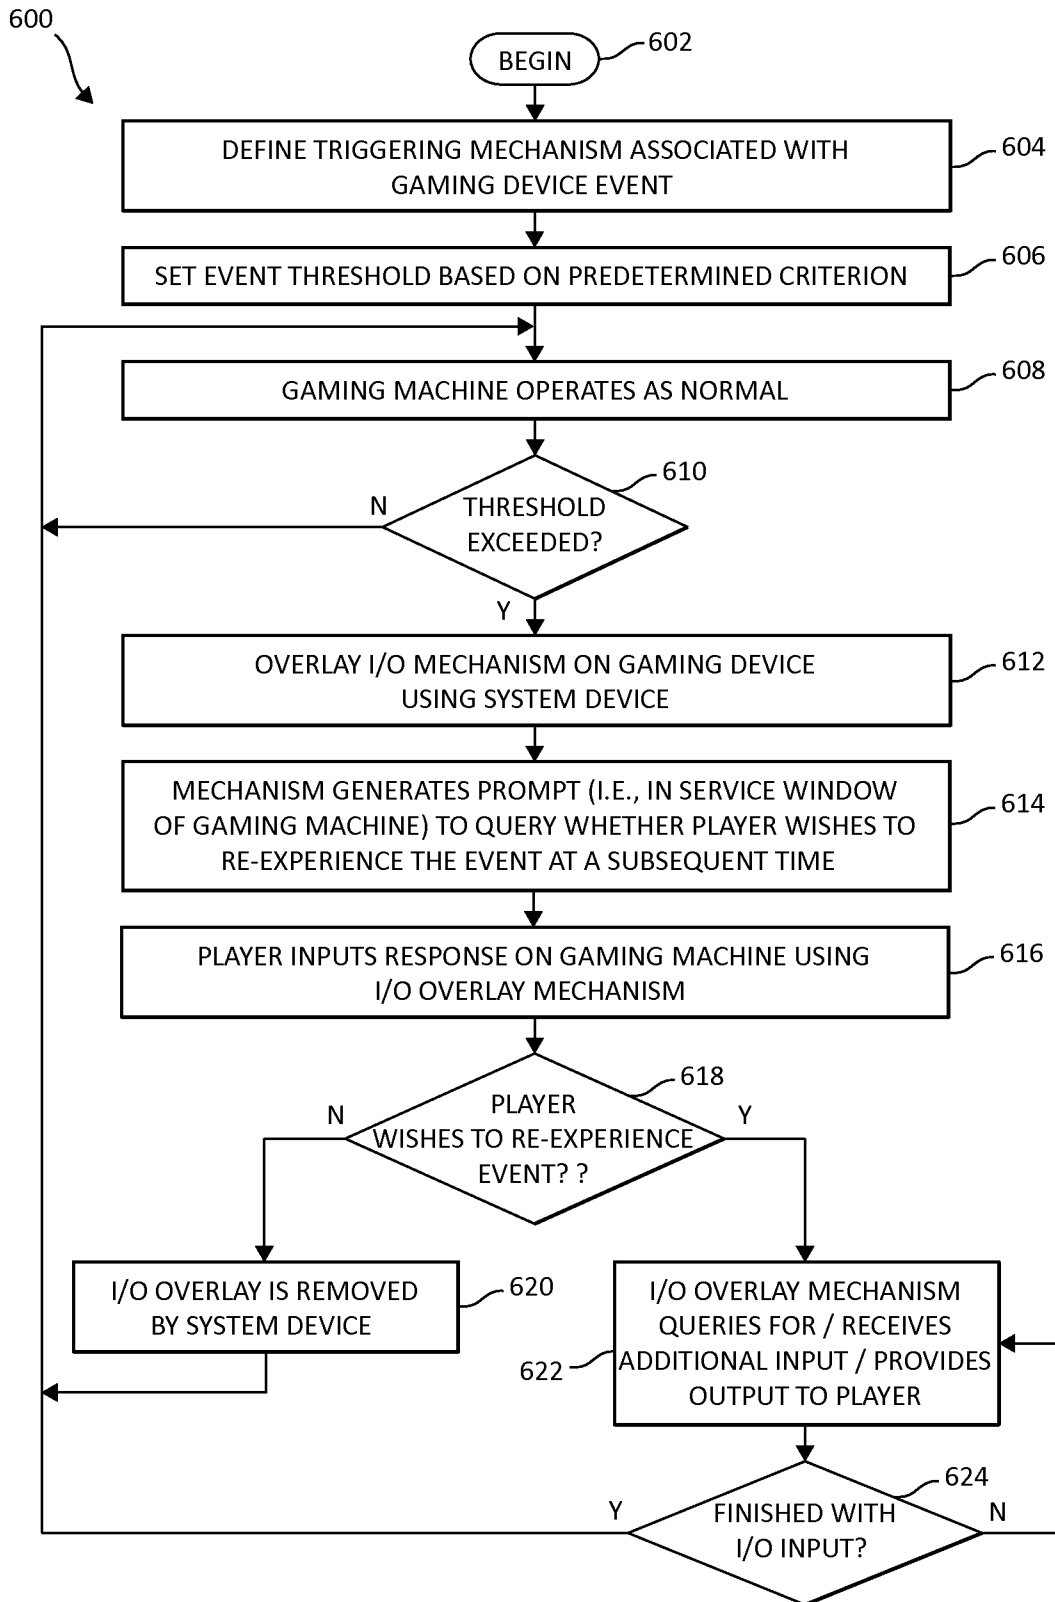 600
BEGIN
602
DEFINE TRIGGERING MECHANISM ASSOCIATED WITH
GAMING DEVICE EVENT
604
SET EVENT THRESHOLD BASED ON PREDETERMINED CRITERION
606
GAMING MACHINE OPERATES AS NORMAL
608
610
N
THRESHOLD
EXCEEDED?
Y
OVERLAY I/O MECHANISM ON GAMING DEVICE
USING SYSTEM DEVICE
612
MECHANISM GENERATES PROMPT (I.E., IN SERVICE WINDOW
OF GAMING MACHINE) TO QUERY WHETHER PLAYER WISHES TO
RE-EXPERIENCE THE EVENT AT A SUBSEQUENT TIME
614
PLAYER INPUTS RESPONSE ON GAMING MACHINE USING
I/O OVERLAY MECHANISM
616
618
N
PLAYER
WISHES TO RE-EXPERIENCE
EVENT? ?
Y
I/O OVERLAY IS REMOVED
BY SYSTEM DEVICE
620
I/O OVERLAY MECHANISM
QUERIES FOR / RECEIVES
ADDITIONAL INPUT / PROVIDES
OUTPUT TO PLAYER
622
624
Y
FINISHED WITH
I/O INPUT?
N